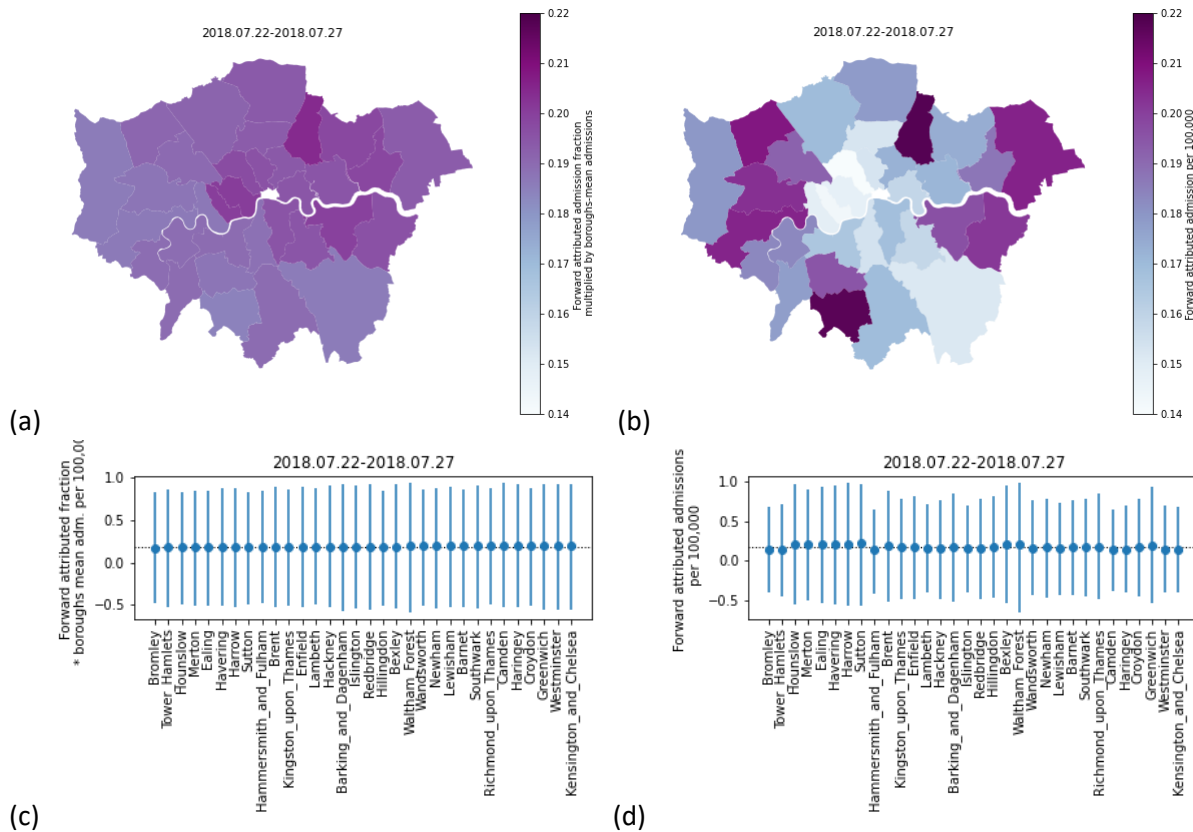 2018.07.22-2018.07.27
0.22
0.21
0.20
0.19
0.18
0.17
0.16
0.15
0.14
Forward attributed admission fraction
multiplied by boroughs-mean admissions
(a)
2018.07.22-2018.07.27
0.22
0.21
0.20
0.19
0.18
0.17
0.16
0.15
0.14
Forward attributed admission per 100.000
(b)
2018.07.22-2018.07.27
Forward attributed fraction
* boroughs mean adm. per 100,0(
1.0
0.5
0.0
−0.5
Bromley
Tower_Hamlets
Hounslow
Merton
Ealing
Havering
Harrow
Sutton
Hammersmith_and_Fulham
Brent
Kingston_upon_Thames
Enfield
Lambeth
Hackney
Barking_and_Dagenham
Islington
Redbridge
Hillingdon
Bexley
Waltham_Forest
Wandsworth
Newham
Lewisham
Barnet
Southwark
Richmond_upon_Thames
Camden
Haringey
Croydon
Greenwich
Westminster
Kensington_and_Chelsea
(c)
2018.07.22-2018.07.27
Forward attributed admissions
per 100,000
1.0
0.5
0.0
−0.5
Bromley
Tower_Hamlets
Hounslow
Merton
Ealing
Havering
Harrow
Sutton
Hammersmith_and_Fulham
Brent
Kingston_upon_Thames
Enfield
Lambeth
Hackney
Barking_and_Dagenham
Islington
Redbridge
Hillingdon
Bexley
Waltham_Forest
Wandsworth
Newham
Lewisham
Barnet
Southwark
Richmond_upon_Thames
Camden
Haringey
Croydon
Greenwich
Westminster
Kensington_and_Chelsea
(d)